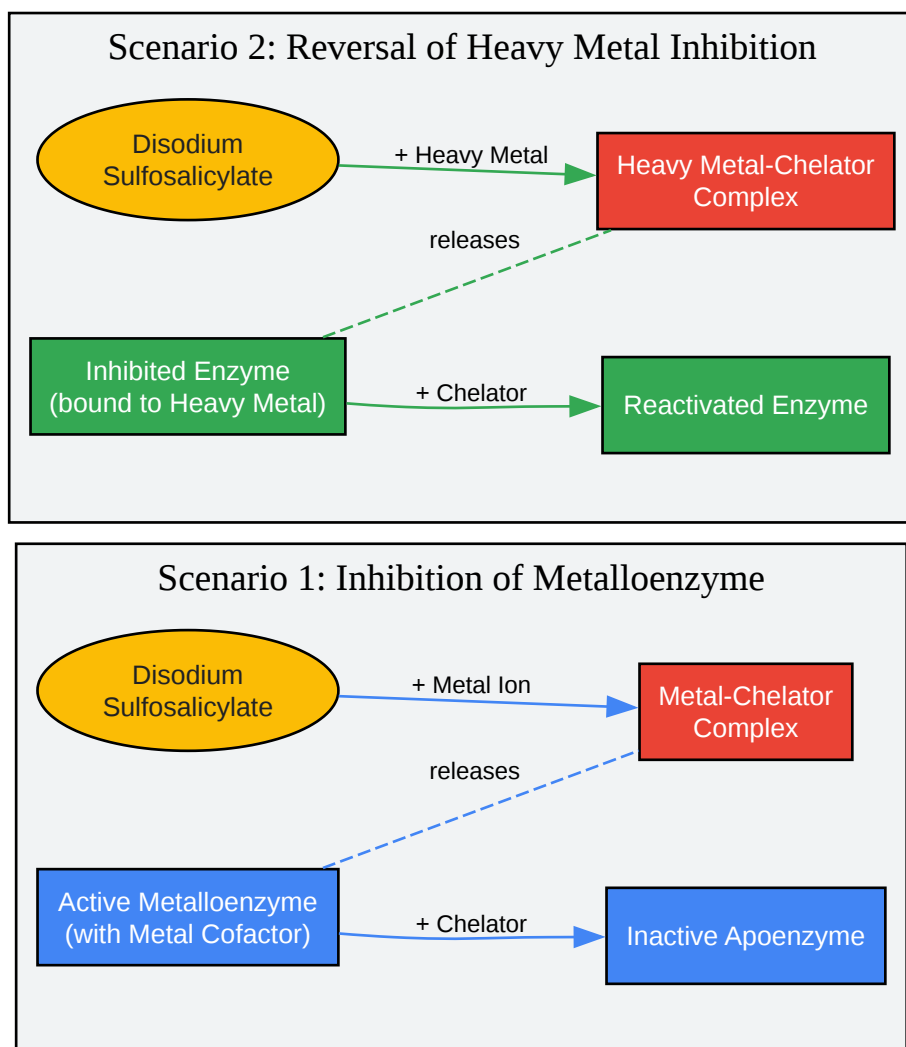 Scenario 2: Reversal of Heavy Metal Inhibition
Disodium
Sulfosalicylate
+ Heavy Metal
Heavy Metal-Chelator
Complex
releases
Inhibited Enzyme
(bound to Heavy Metal)
+ Chelator
Reactivated Enzyme
Scenario 1: Inhibition of Metalloenzyme
Disodium
Sulfosalicylate
+ Metal Ion
Metal-Chelator
Complex
releases
Active Metalloenzyme
(with Metal Cofactor)
+ Chelator
Inactive Apoenzyme